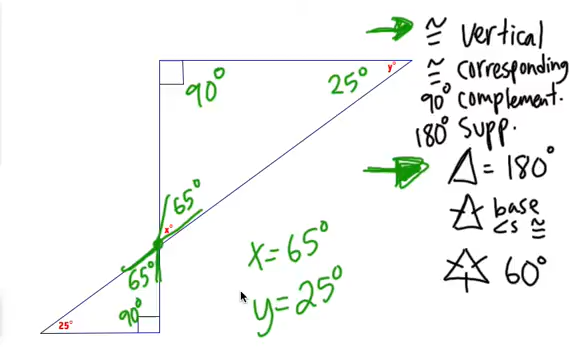 ≅ vertical
≅ corresponding
90° complement.
180° Supp.
△ = 180°
base
<s ≅
60°
90°
25°
y°
65°
x°
65°
90°
25°
x=65°
y=25°